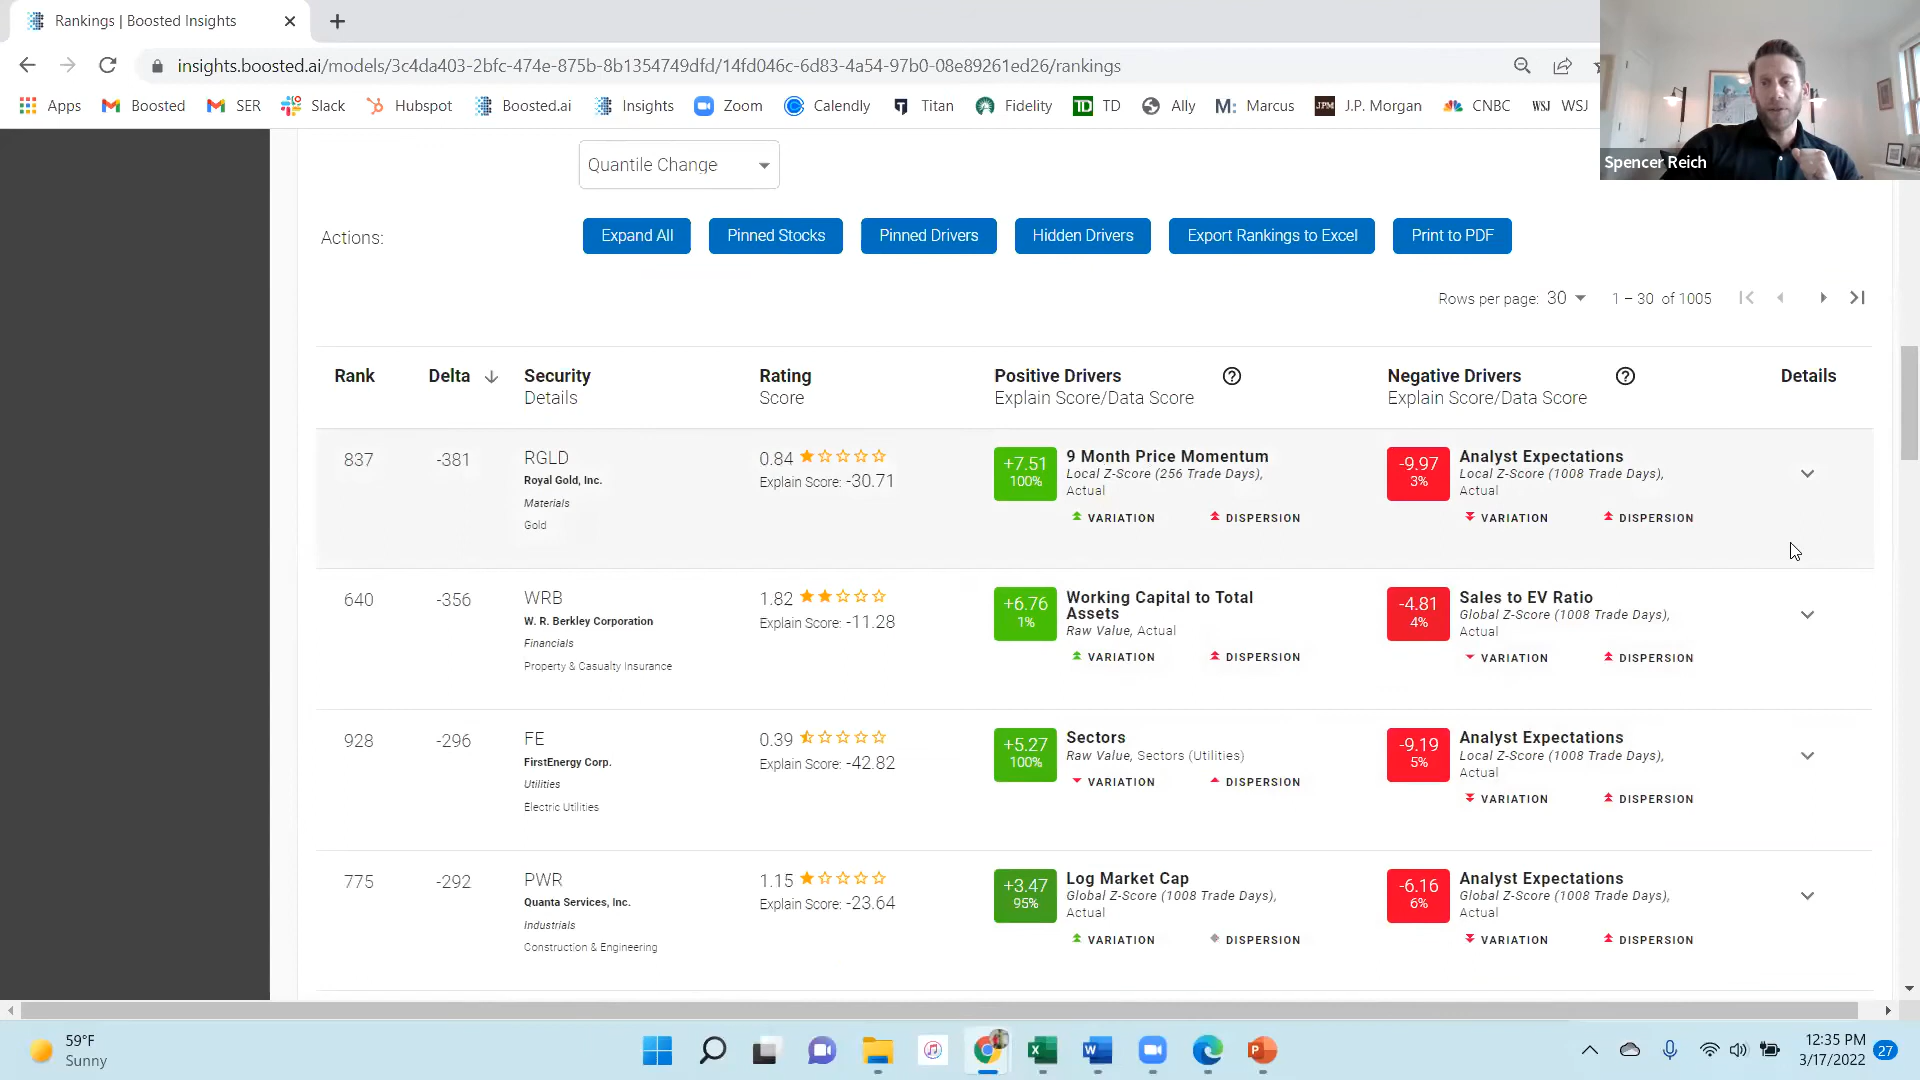 Rankings | Boosted Insights
insights.boosted.ai/models/3c4da403-2bfc-474e-875b-8b1354749dfd/14fd046c-6d83-4a54-97b0-08e89261ed26/rankings
Apps Boosted SER Slack Hubspot Boosted.ai Insights Zoom Calendly Titan Fidelity TD TD Ally M: Marcus JPM J.P. Morgan CNBC WSJ WSJ
Spencer Reich
Quantile Change
Actions:
Expand All Pinned Stocks Pinned Drivers Hidden Drivers Export Rankings to Excel Print to PDF
Rows per page: 30 1 – 30 of 1005
Rank Delta Security Rating Positive Drivers Negative Drivers Details
Details Score Explain Score/Data Score Explain Score/Data Score
837 -381 RGLD 0.84 +7.51 9 Month Price Momentum -9.97 Analyst Expectations
Royal Gold, Inc. Explain Score: -30.71 100% Local Z-Score (256 Trade Days), 3% Local Z-Score (1008 Trade Days),
Materials Actual Actual
Gold VARIATION DISPERSION VARIATION DISPERSION
640 -356 WRB 1.82 +6.76 Working Capital to Total -4.81 Sales to EV Ratio
W. R. Berkley Corporation Explain Score: -11.28 1% Assets 4% Global Z-Score (1008 Trade Days),
Financials Raw Value, Actual Actual
Property & Casualty Insurance VARIATION DISPERSION VARIATION DISPERSION
928 -296 FE 0.39 +5.27 Sectors -9.19 Analyst Expectations
FirstEnergy Corp. Explain Score: -42.82 100% Raw Value, Sectors (Utilities) 5% Local Z-Score (1008 Trade Days),
Utilities VARIATION DISPERSION Actual
Electric Utilities VARIATION DISPERSION
775 -292 PWR 1.15 +3.47 Log Market Cap -6.16 Analyst Expectations
Quanta Services, Inc. Explain Score: -23.64 95% Global Z-Score (1008 Trade Days), 6% Global Z-Score (1008 Trade Days),
Industrials Actual Actual
Construction & Engineering VARIATION DISPERSION VARIATION DISPERSION
59°F
Sunny
12:35 PM
3/17/2022 27